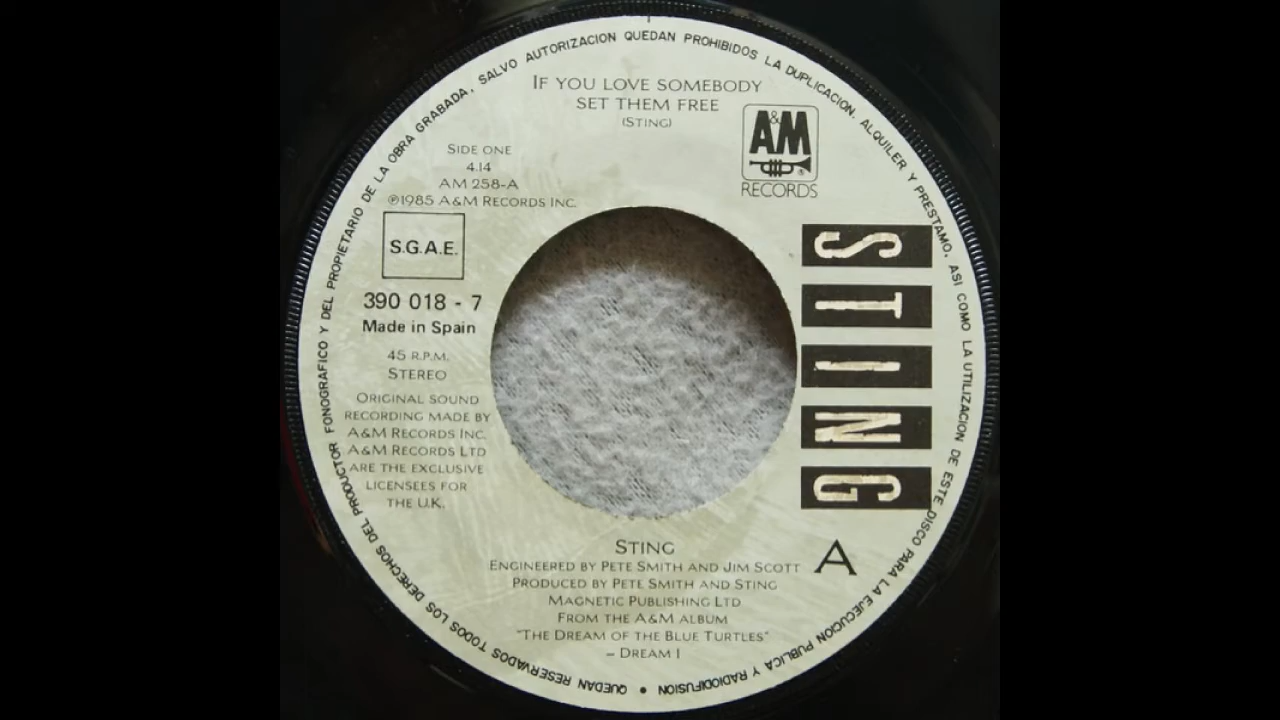 QUEDAN RESERVADOS TODOS LOS DERECHOS DEL PRODUCTOR FONOGRAFICO Y DEL PROPIETARIO DE LA OBRA GRABADA, SALVO AUTORIZACION QUEDAN PROHIBIDOS LA DUPLICACION, ALQUILER Y PRESTAMO, ASI COMO LA UTILIZACION DE ESTE DISCO PARA LA EJECUCION PUBLICA Y RADIODIFUSION •
IF YOU LOVE SOMEBODY
SET THEM FREE
(STING)
A&M
RECORDS
SIDE ONE
4.14
AM 258-A
℗1985 A&M RECORDS INC.
S.G.A.E.
390 018 - 7
Made in Spain
45 R.P.M.
STEREO
ORIGINAL SOUND
RECORDING MADE BY
A&M RECORDS INC.
A&M RECORDS LTD
ARE THE EXCLUSIVE
LICENSEES FOR
THE U.K.
STING
STING
A
ENGINEERED BY PETE SMITH AND JIM SCOTT
PRODUCED BY PETE SMITH AND STING
MAGNETIC PUBLISHING LTD
FROM THE A&M ALBUM
"THE DREAM OF THE BLUE TURTLES"
– DREAM I